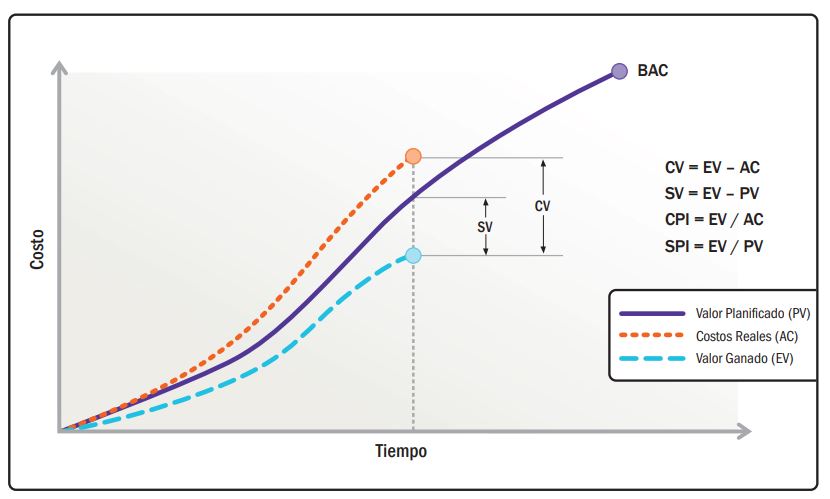 BAC
CV = EV – AC
SV = EV – PV
CPI = EV / AC
SPI = EV / PV
CV
SV
Costo
Valor Planificado (PV)
Costos Reales (AC)
Valor Ganado (EV)
Tiempo